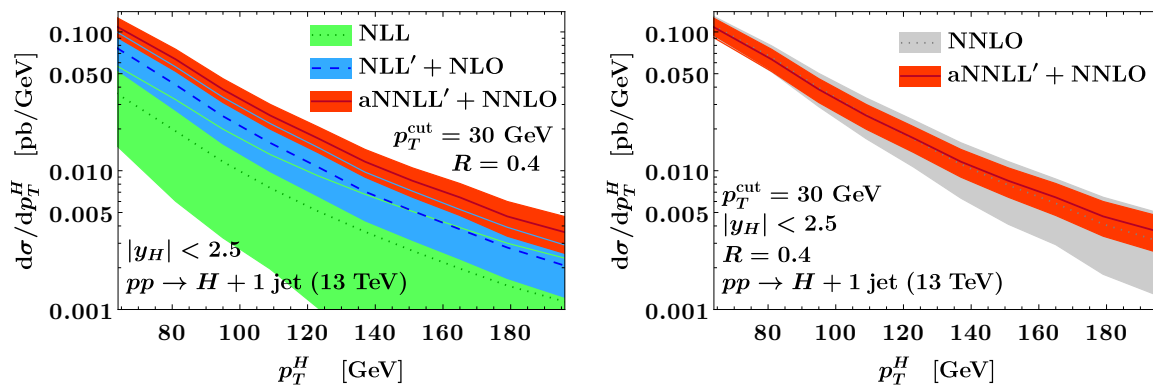 dσ/dp_T^H [pb/GeV]
0.100
0.050
0.010
0.005
0.001
NLL
NLL′ + NLO
aNNLL′ + NNLO
p_T^cut = 30 GeV
R = 0.4
|y_H| < 2.5
pp → H + 1 jet (13 TeV)
80 100 120 140 160 180
p_T^H [GeV]
dσ/dp_T^H [pb/GeV]
0.100
0.050
0.010
0.005
0.001
NNLO
aNNLL′ + NNLO
p_T^cut = 30 GeV
|y_H| < 2.5
R = 0.4
pp → H + 1 jet (13 TeV)
80 100 120 140 160 180
p_T^H [GeV]